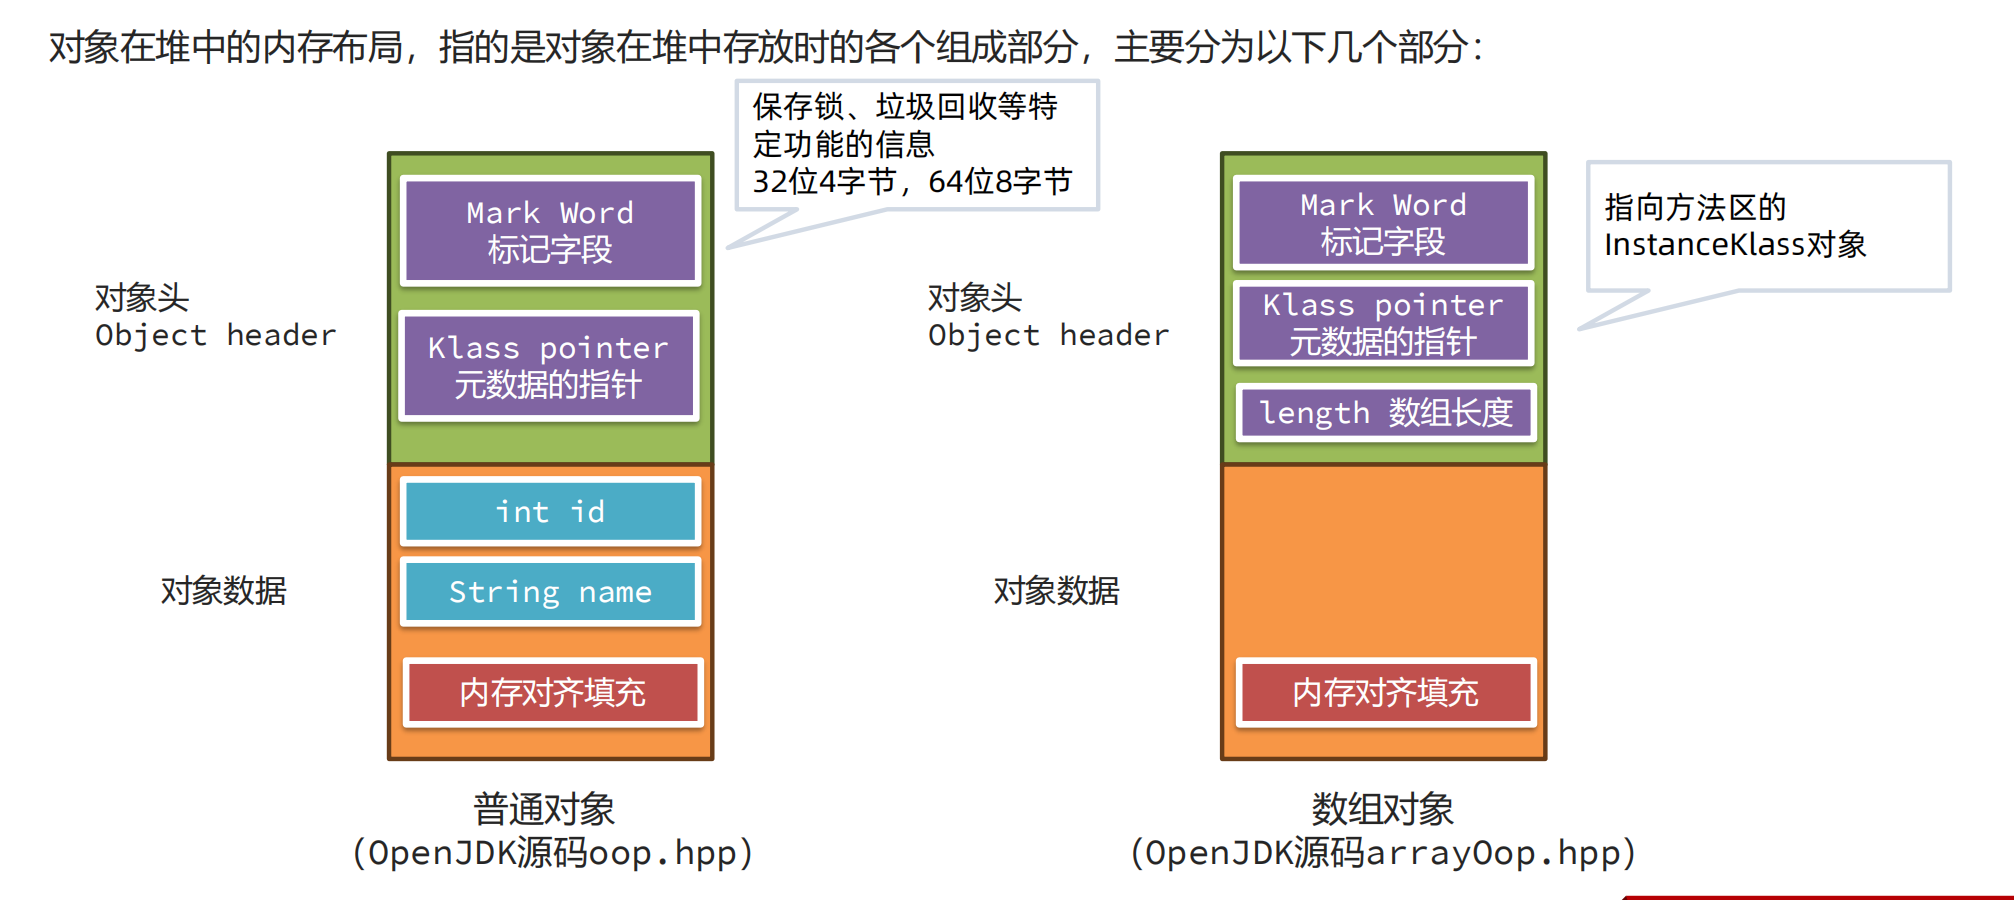 对象在堆中的内存布局，指的是对象在堆中存放时的各个组成部分，主要分为以下几个部分：
保存锁、垃圾回收等特
定功能的信息
32位4字节，64位8字节
Mark Word
标记字段
对象头
Object header
Klass pointer
元数据的指针
int id
String name
对象数据
内存对齐填充
普通对象
（OpenJDK源码oop.hpp）
指向方法区的
InstanceKlass对象
Mark Word
标记字段
对象头
Object header
Klass pointer
元数据的指针
length 数组长度
对象数据
内存对齐填充
数组对象
（OpenJDK源码arrayOop.hpp）